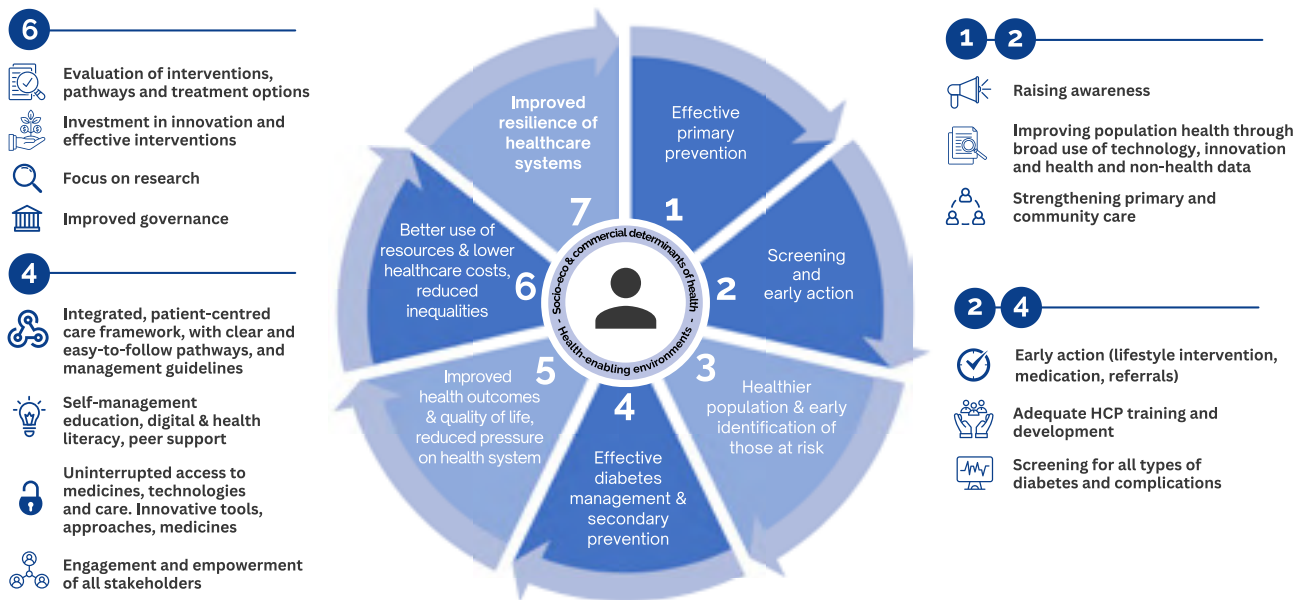 6
Evaluation of interventions,
pathways and treatment options
Investment in innovation and
effective interventions
Focus on research
Improved governance
4
Integrated, patient-centred
care framework, with clear and
easy-to-follow pathways, and
management guidelines
Self-management
education, digital & health
literacy, peer support
Uninterrupted access to
medicines, technologies
and care. Innovative tools,
approaches, medicines
Engagement and empowerment
of all stakeholders
Improved
resilience of
healthcare
systems
7
Effective
primary
prevention
1
Screening
and
early action
2
Healthier
population & early
identification of
those at risk
3
Effective
diabetes
management &
secondary
prevention
4
Improved
health outcomes
& quality of life,
reduced pressure
on health system
5
Better use of
resources & lower
healthcare costs,
reduced
inequalities
6
Socio-eco & commercial determinants of health -
Health-enabling environments -
1 2
Raising awareness
Improving population health through
broad use of technology, innovation
and health and non-health data
Strengthening primary and
community care
2 4
Early action (lifestyle intervention,
medication, referrals)
Adequate HCP training and
development
Screening for all types of
diabetes and complications